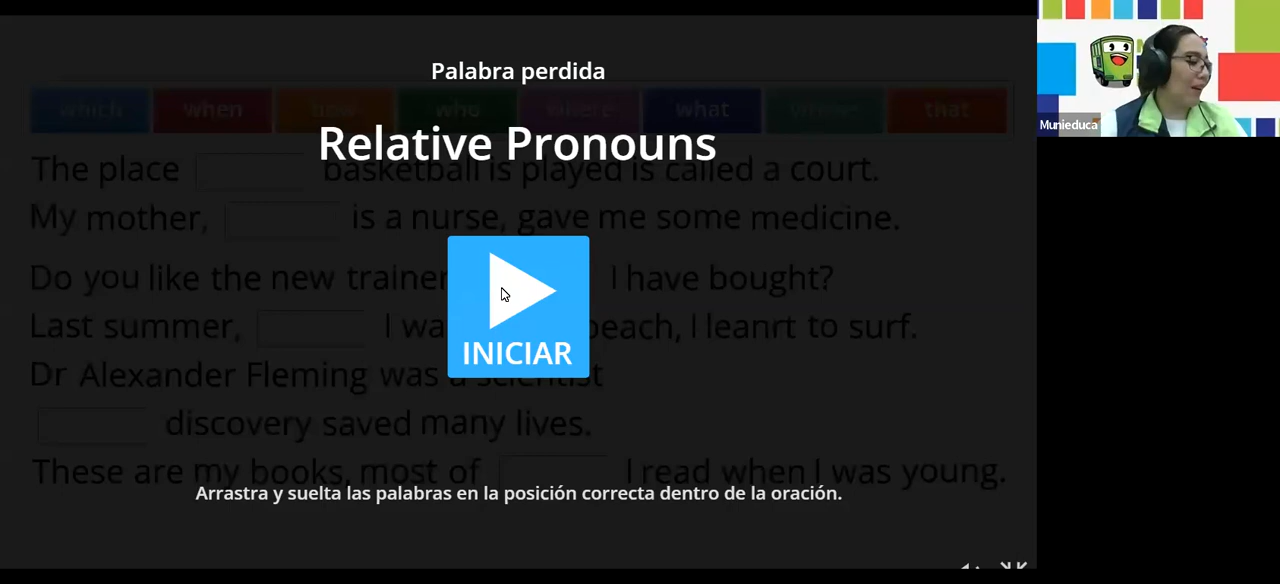 Palabra perdida
which when how who where what whose that
Relative Pronouns
The place basketball is played is called a court.
My mother, is a nurse, gave me some medicine.
Do you like the new trainer I have bought?
Last summer, I wa beach, I leanrt to surf.
INICIAR
Dr Alexander Fleming was a scientist
discovery saved many lives.
These are my books, most of I read when I was young.
Arrastra y suelta las palabras en la posición correcta dentro de la oración.
Munieduca